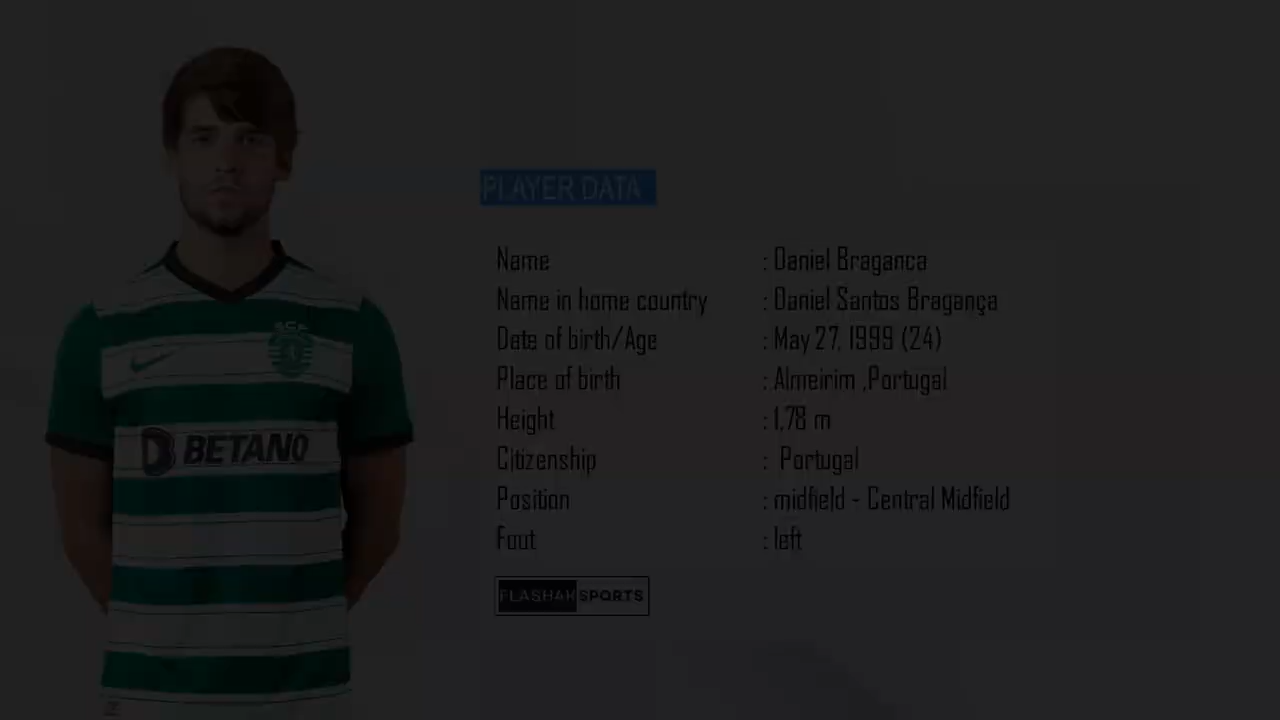 PLAYER DATA
Name : Daniel Braganca
Name in home country : Daniel Santos Bragança
Date of birth/Age : May 27, 1999 (24)
Place of birth : Almeirim ,Portugal
Height : 1,78 m
Citizenship : Portugal
Position : midfield - Central Midfield
Foot : left
SCP
BETANO
FLASHAK SPORTS